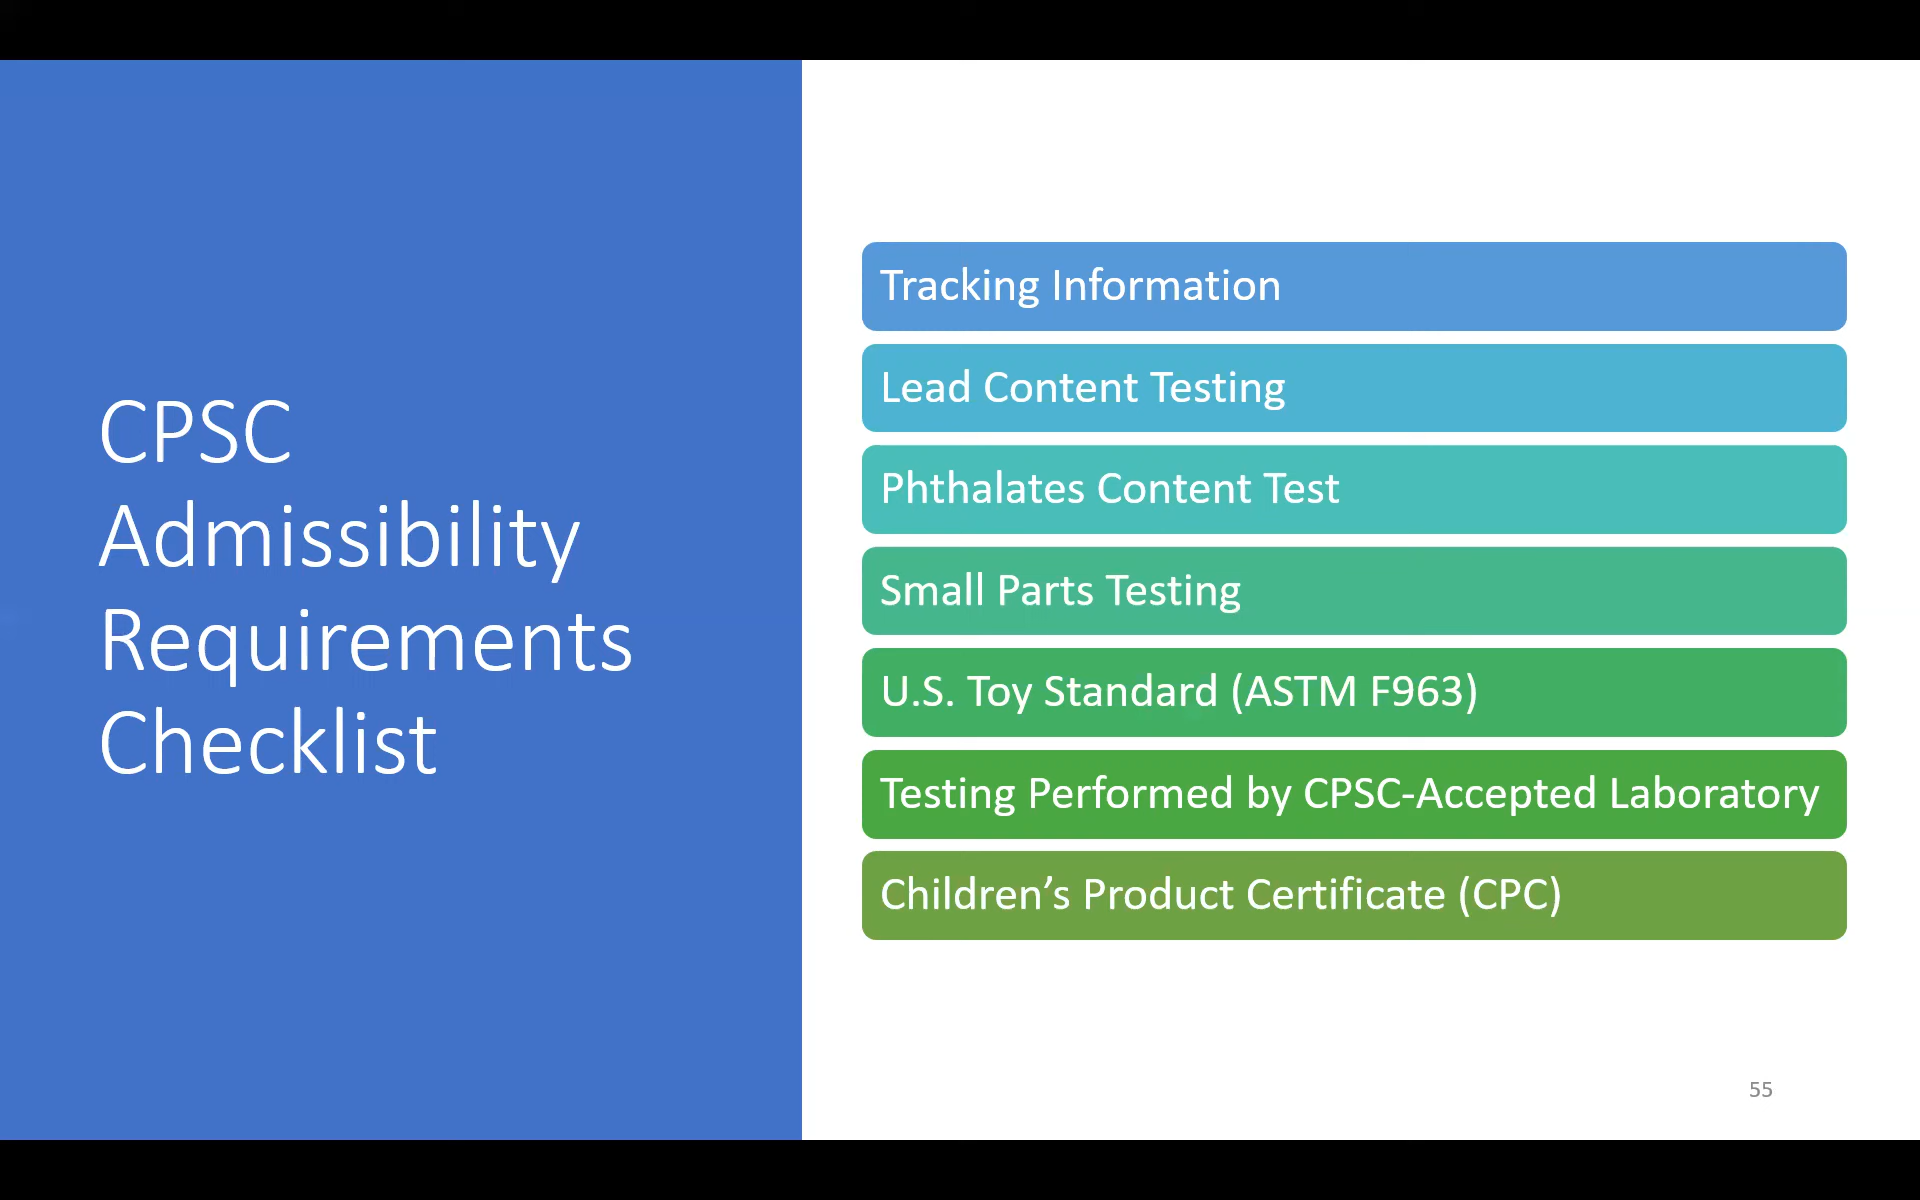 CPSC
Admissibility
Requirements
Checklist
Tracking Information
Lead Content Testing
Phthalates Content Test
Small Parts Testing
U.S. Toy Standard (ASTM F963)
Testing Performed by CPSC-Accepted Laboratory
Children’s Product Certificate (CPC)
55